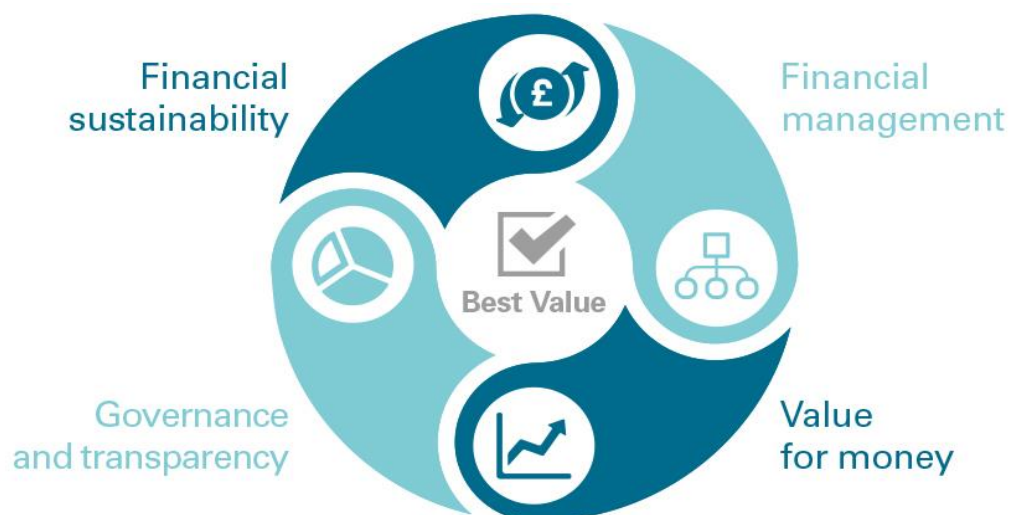 Financial
sustainability
Financial
management
£
Best Value
Governance
and transparency
Value
for money